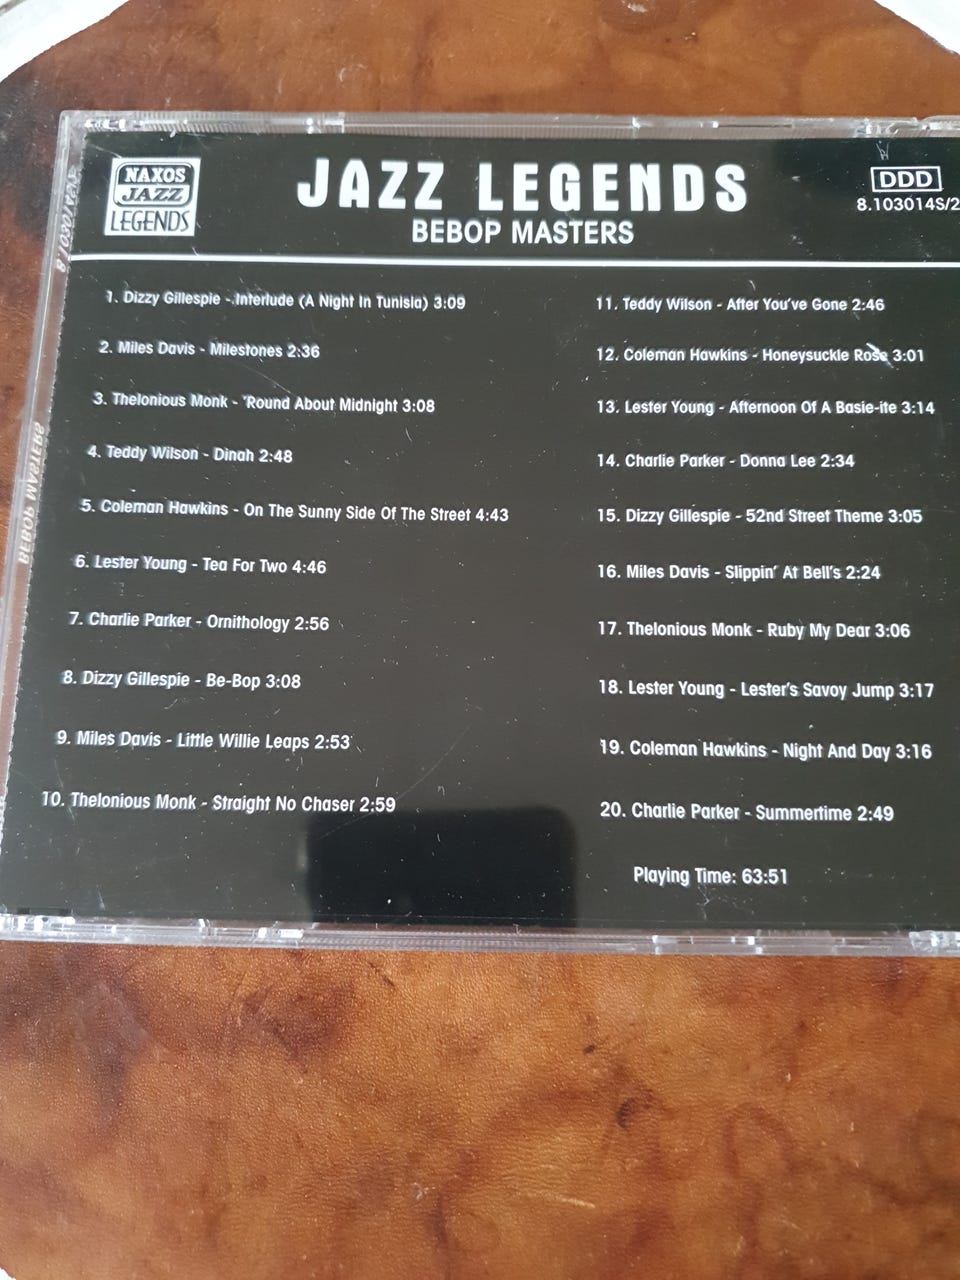 NAXOS
JAZZ
LEGENDS
JAZZ LEGENDS
BEBOP MASTERS
DDD
8.103014S/2
1. Dizzy Gillespie - Interlude (A Night In Tunisia) 3:09
2. Miles Davis - Milestones 2:36
3. Thelonious Monk - 'Round About Midnight 3:08
4. Teddy Wilson - Dinah 2:48
5. Coleman Hawkins - On The Sunny Side Of The Street 4:43
6. Lester Young - Tea For Two 4:46
7. Charlie Parker - Ornithology 2:56
8. Dizzy Gillespie - Be-Bop 3:08
9. Miles Davis - Little Willie Leaps 2:53
10. Thelonious Monk - Straight No Chaser 2:59
11. Teddy Wilson - After You've Gone 2:46
12. Coleman Hawkins - Honeysuckle Rose 3:01
13. Lester Young - Afternoon Of A Basie-ite 3:14
14. Charlie Parker - Donna Lee 2:34
15. Dizzy Gillespie - 52nd Street Theme 3:05
16. Miles Davis - Slippin' At Bell's 2:24
17. Thelonious Monk - Ruby My Dear 3:06
18. Lester Young - Lester's Savoy Jump 3:17
19. Coleman Hawkins - Night And Day 3:16
20. Charlie Parker - Summertime 2:49
Playing Time: 63:51
BEBOP MASTERS